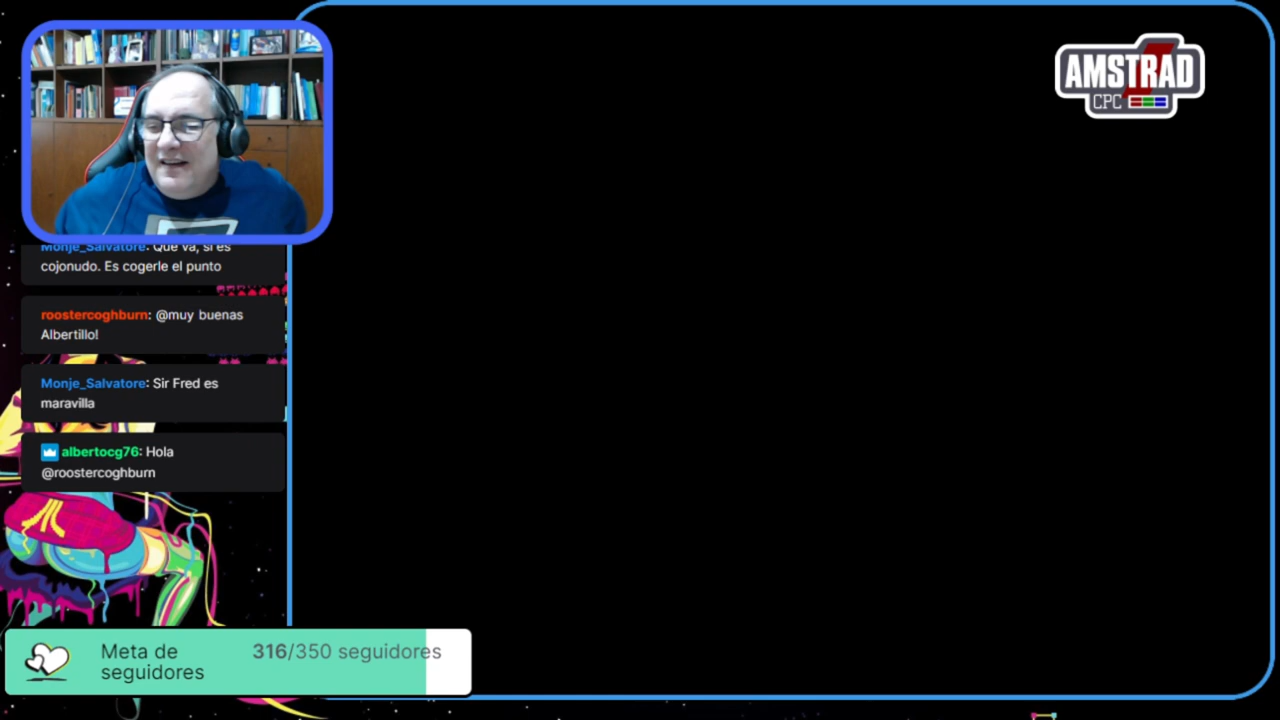 AMSTRAD
CPC
Monje_Salvatore: Que va, si es
cojonudo. Es cogerle el punto
roostercoghburn: @muy buenas
Albertillo!
Monje_Salvatore: Sir Fred es
maravilla
albertocg76: Hola
@roostercoghburn
Meta de
seguidores
316/350 seguidores